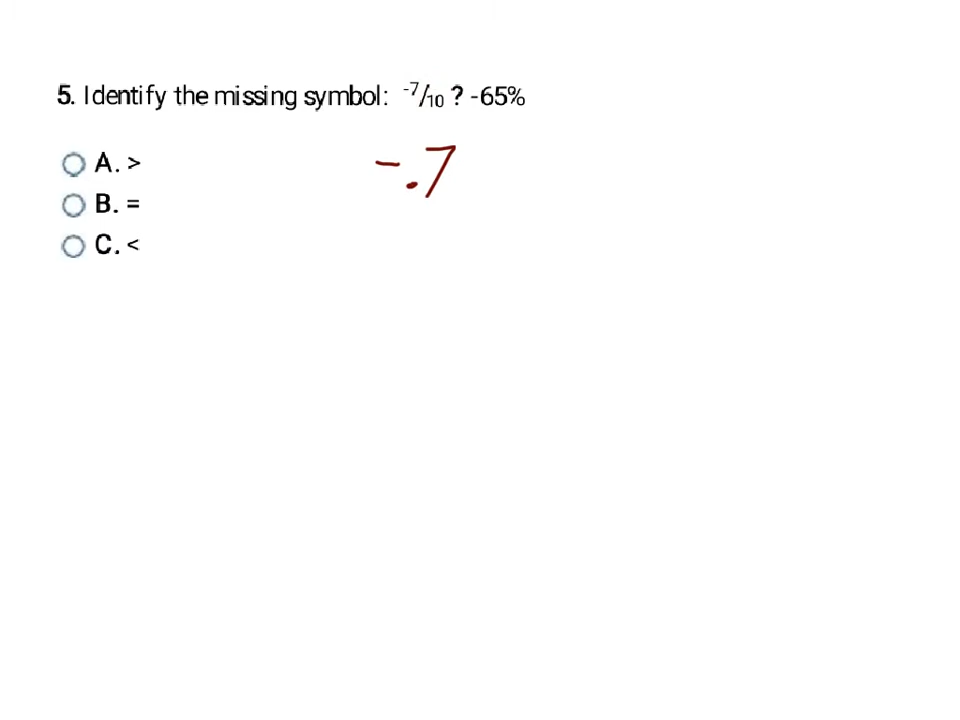 5. Identify the missing symbol: -7/10 ? -65%
A. >
-.7
B. =
C. <